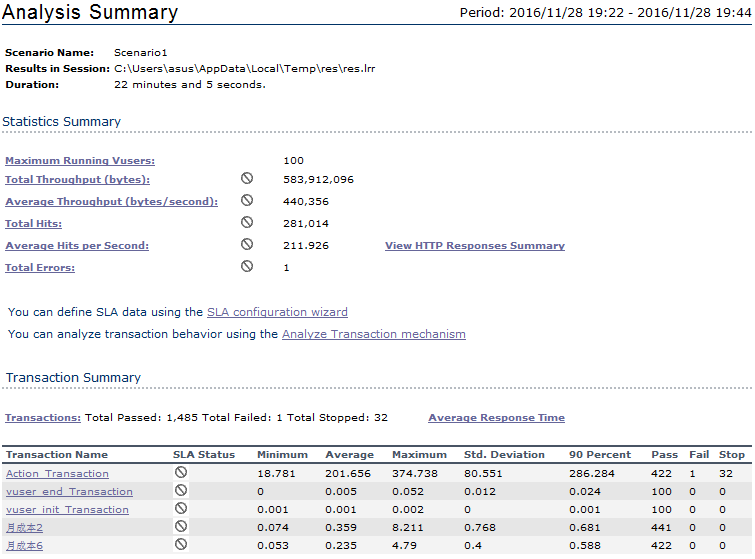 Analysis Summary Period: 2016/11/28 19:22 - 2016/11/28 19:44
Scenario Name: Scenario1
Results in Session: C:\Users\asus\AppData\Local\Temp\res\res.lrr
Duration: 22 minutes and 5 seconds.
Statistics Summary
Maximum Running Vusers: 100
Total Throughput (bytes): 583,912,096
Average Throughput (bytes/second): 440,356
Total Hits: 281,014
Average Hits per Second: 211.926 View HTTP Responses Summary
Total Errors: 1
You can define SLA data using the SLA configuration wizard
You can analyze transaction behavior using the Analyze Transaction mechanism
Transaction Summary
Transactions: Total Passed: 1,485 Total Failed: 1 Total Stopped: 32 Average Response Time
Transaction Name SLA Status Minimum Average Maximum Std. Deviation 90 Percent Pass Fail Stop
Action_Transaction 18.781 201.656 374.738 80.551 286.284 422 1 32
vuser_end_Transaction 0 0.005 0.052 0.012 0.024 100 0 0
vuser_init_Transaction 0.001 0.001 0.002 0 0.001 100 0 0
月成本2 0.074 0.359 8.211 0.768 0.681 441 0 0
月成本6 0.053 0.235 4.79 0.4 0.588 422 0 0